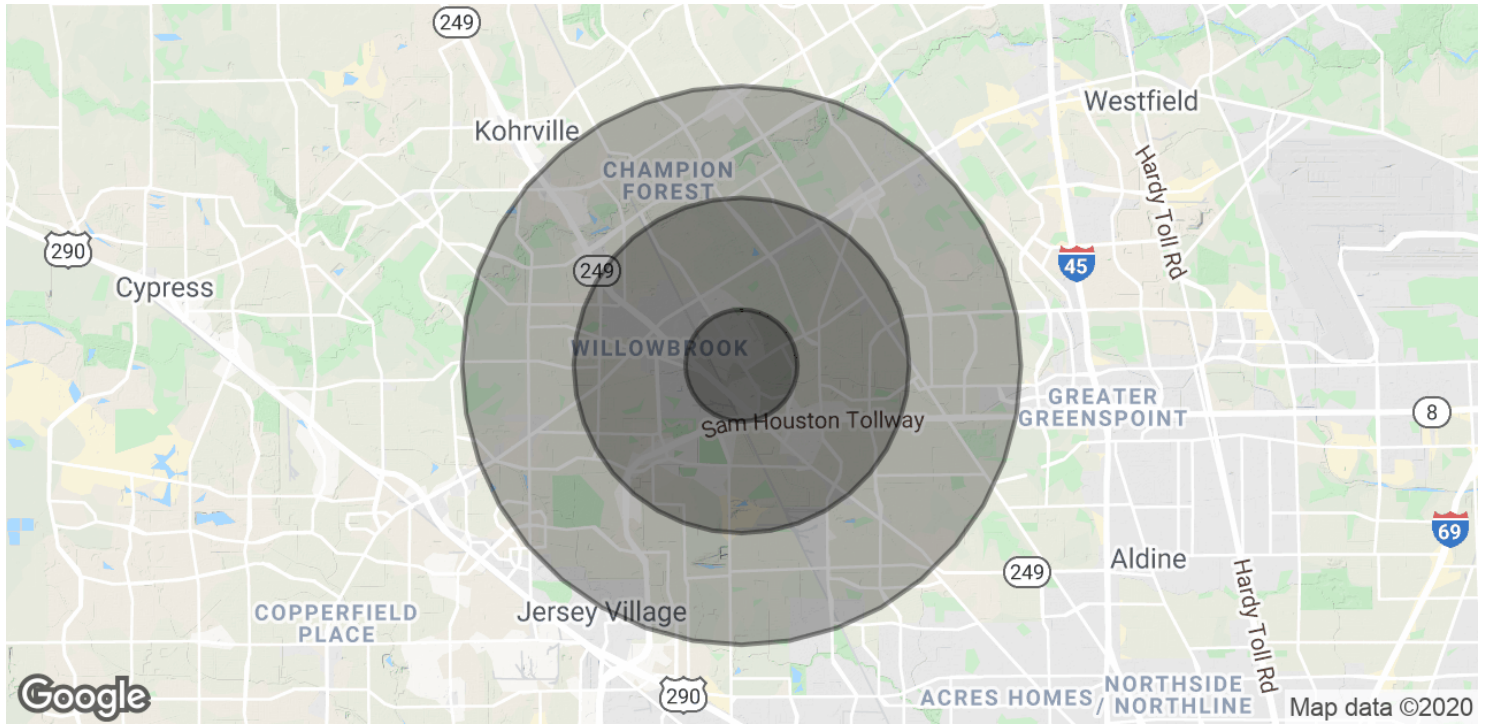 249
Westfield
Kohrville
CHAMPION
FOREST
Hardy Toll Rd
290
249
45
Cypress
WILLOWBROOK
GREATER
GREENSPOINT
8
Sam Houston Tollway
69
Aldine
249
Hardy Toll Rd
COPPERFIELD
PLACE
Jersey Village
290
ACRES HOMES
NORTHSIDE
/ NORTHLINE
Google
Map data ©2020